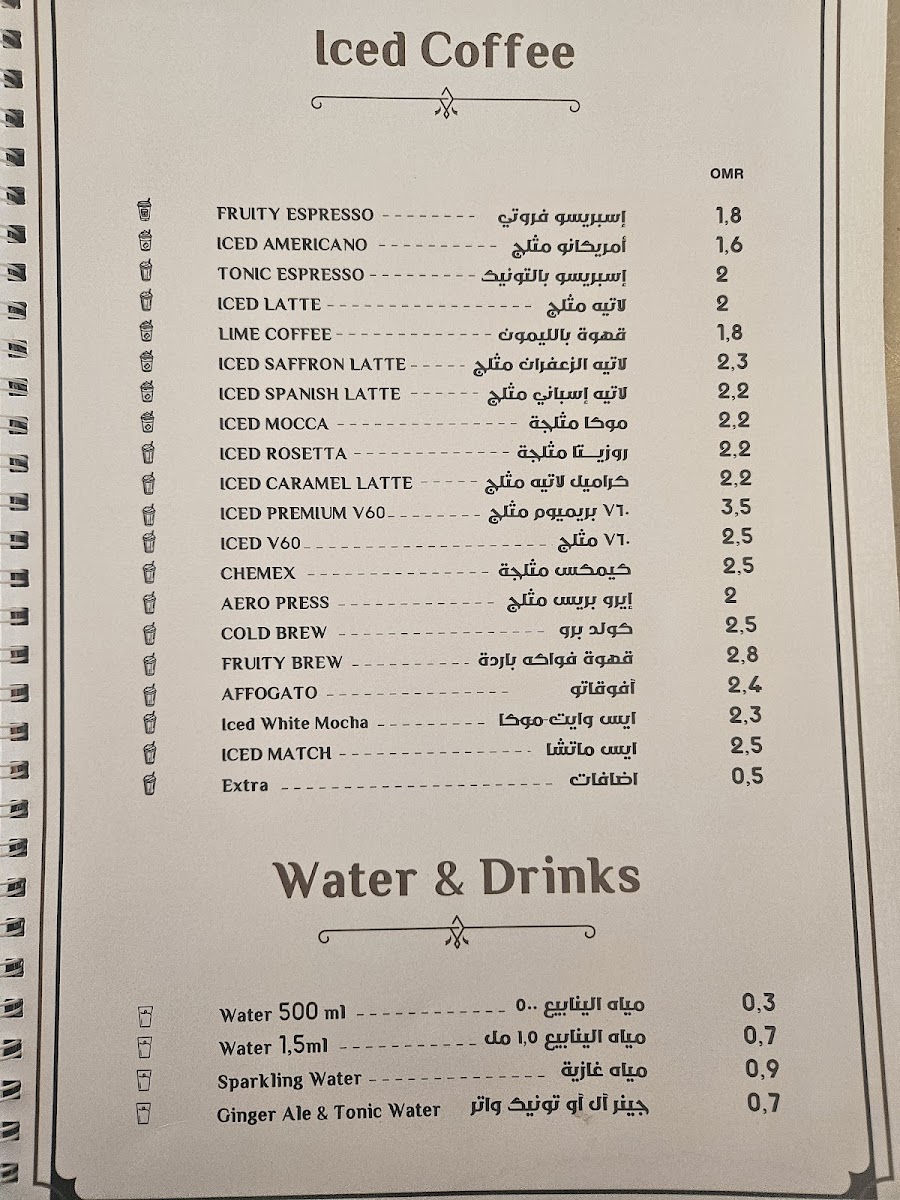 Iced Coffee
OMR
FRUITY ESPRESSO إسبريسو فروتي 1,8
ICED AMERICANO أمريكانو مثلج 1,6
TONIC ESPRESSO إسبريسو بالتونيك 2
ICED LATTE لاتيه مثلج 2
LIME COFFEE قهوة بالليمون 1,8
ICED SAFFRON LATTE لاتيه الزعفران مثلج 2,3
ICED SPANISH LATTE لاتيه إسباني مثلج 2,2
ICED MOCCA موكا مثلجة 2,2
ICED ROSETTA روزيـتا مثلجة 2,2
ICED CARAMEL LATTE كراميل لاتيه مثلج 2,2
ICED PREMIUM V60 V٦٠ بريميوم مثلج 3,5
ICED V60 V٦٠ مثلج 2,5
CHEMEX كيمكس مثلجة 2,5
AERO PRESS إيرو بريس مثلج 2
COLD BREW كولد برو 2,5
FRUITY BREW قهوة فواكه باردة 2,8
AFFOGATO أفوقاتو 2,4
Iced White Mocha ايس وايت موكا 2,3
ICED MATCH ايس ماتشا 2,5
Extra اضافات 0,5
Water & Drinks
Water 500 ml مياه الينابيع ٥٠٠ 0,3
Water 1,5ml مياه الينابيع ١,٥ مل 0,7
Sparkling Water مياه غازية 0,9
Ginger Ale & Tonic Water جينر آل أو تونيك واتر 0,7